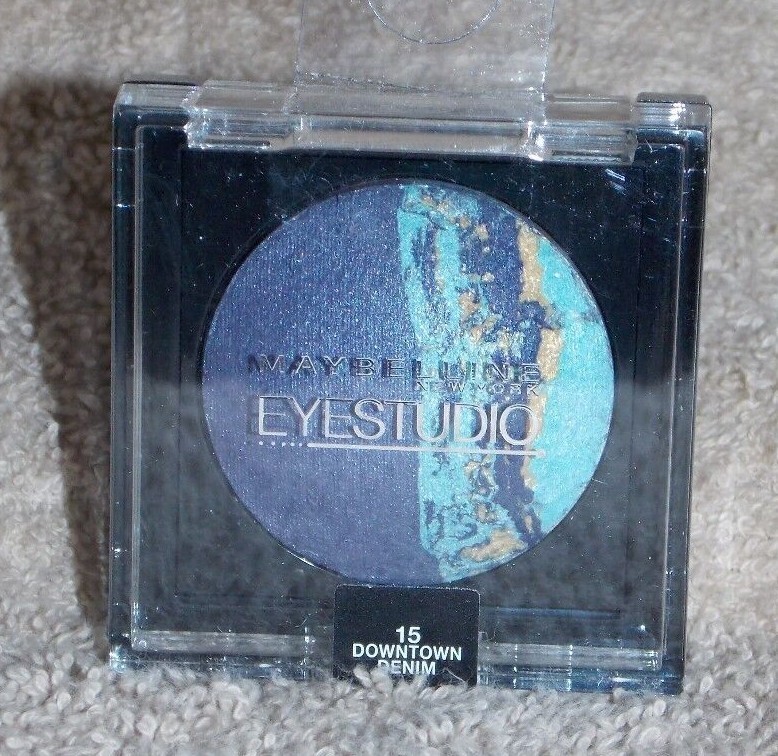 MAYBELLINE
NEW YORK
EYESTUDIO
15
DOWNTOWN
DENIM